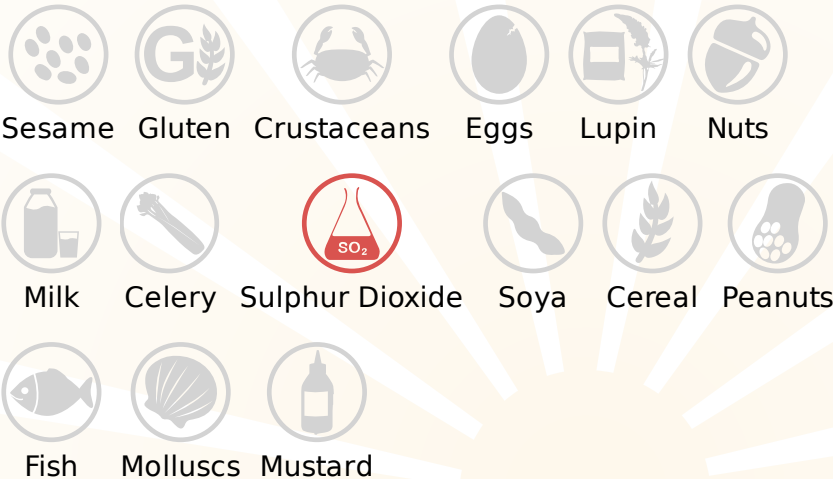 G
Sesame Gluten Crustaceans Eggs Lupin Nuts
SO₂
Milk Celery Sulphur Dioxide Soya Cereal Peanuts
Fish Molluscs Mustard